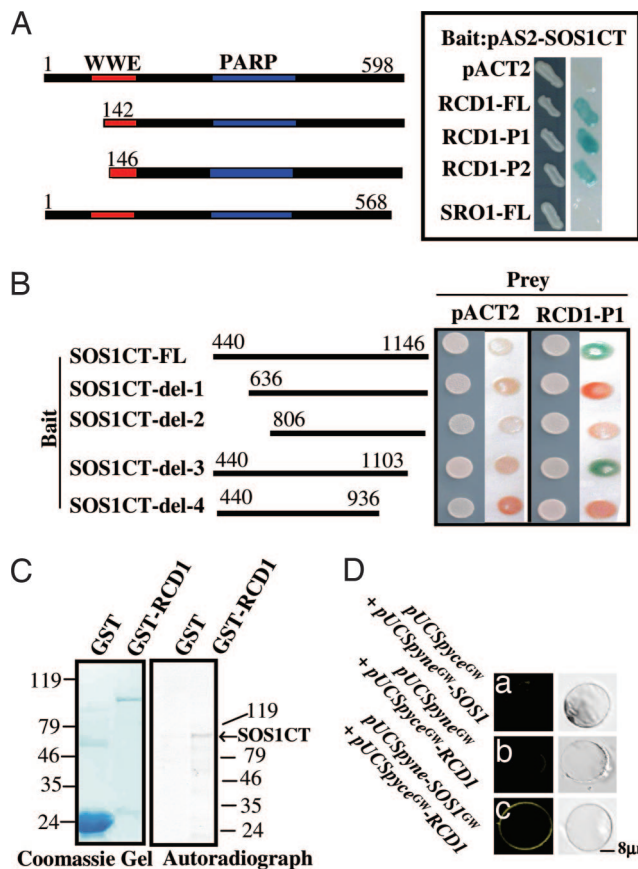 A
1 WWE PARP 598
142
146
1 568
Bait:pAS2-SOS1CT
pACT2
RCD1-FL
RCD1-P1
RCD1-P2
SRO1-FL
B
Prey
pACT2 RCD1-P1
Bait
SOS1CT-FL 440 1146
SOS1CT-del-1 636
SOS1CT-del-2 806
SOS1CT-del-3 440 1103
SOS1CT-del-4 440 936
C
GST GST-RCD1 GST GST-RCD1
119
79
46
35
24
119
←SOS1CT
79
46
35
24
Coomassie Gel Autoradiograph
D
pUCSpyce^GW
+ pUCSpyne^GW-SOS1
pUCSpyne^GW
+ pUCSpyce^GW-RCD1
pUCSpyne-SOS1^GW
+ pUCSpyce^GW-RCD1
a
b
c